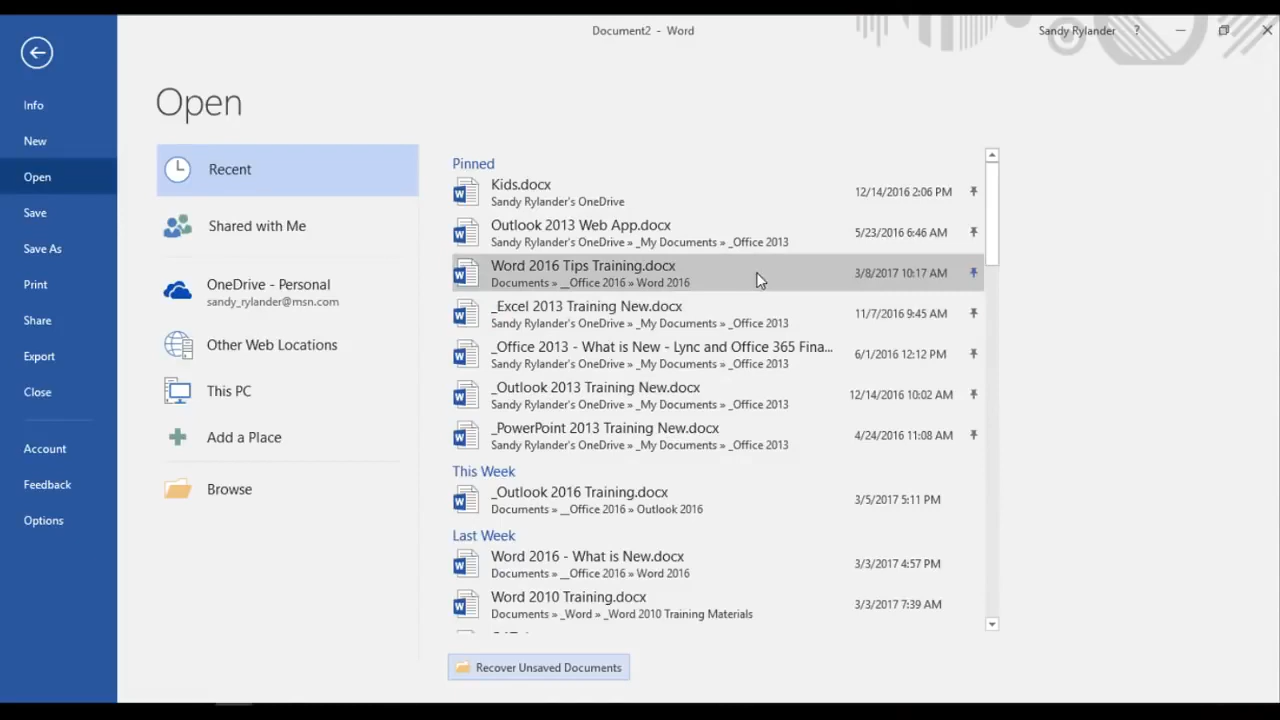 Document2 - Word
Sandy Rylander
?
Info
New
Open
Save
Save As
Print
Share
Export
Close
Account
Feedback
Options
Open
Recent
Shared with Me
OneDrive - Personal
sandy_rylander@msn.com
Other Web Locations
This PC
Add a Place
Browse
Pinned
Kids.docx 12/14/2016 2:06 PM
Sandy Rylander's OneDrive
Outlook 2013 Web App.docx 5/23/2016 6:46 AM
Sandy Rylander's OneDrive » _My Documents » _Office 2013
Word 2016 Tips Training.docx 3/8/2017 10:17 AM
Documents » __Office 2016 » Word 2016
_Excel 2013 Training New.docx 11/7/2016 9:45 AM
Sandy Rylander's OneDrive » _My Documents » _Office 2013
_Office 2013 - What is New - Lync and Office 365 Fina... 6/1/2016 12:12 PM
Sandy Rylander's OneDrive » _My Documents » _Office 2013
_Outlook 2013 Training New.docx 12/14/2016 10:02 AM
Sandy Rylander's OneDrive » _My Documents » _Office 2013
_PowerPoint 2013 Training New.docx 4/24/2016 11:08 AM
Sandy Rylander's OneDrive » _My Documents » _Office 2013
This Week
_Outlook 2016 Training.docx 3/5/2017 5:11 PM
Documents » __Office 2016 » Outlook 2016
Last Week
Word 2016 - What is New.docx 3/3/2017 4:57 PM
Documents » __Office 2016 » Word 2016
Word 2010 Training.docx 3/3/2017 7:39 AM
Documents » _Word » _Word 2010 Training Materials
Recover Unsaved Documents